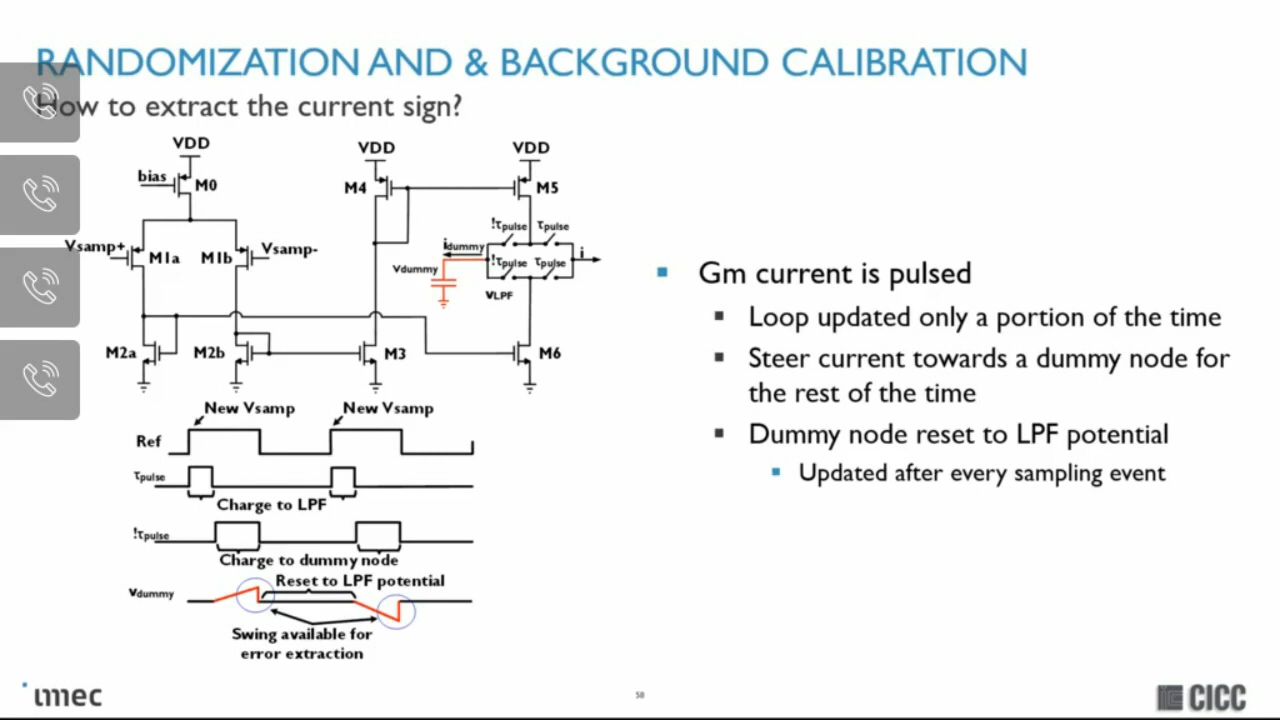 RANDOMIZATION AND & BACKGROUND CALIBRATION
How to extract the current sign?
VDD
VDD
VDD
bias
M0
M4
M5
!τpulse
τpulse
Vsamp+
M1a
M1b
Vsamp-
idummy
i
!τpulse
τpulse
Vdummy
VLPF
M2a
M2b
M3
M6
New Vsamp
New Vsamp
Ref
τpulse
Charge to LPF
!τpulse
Charge to dummy node
Reset to LPF potential
Vdummy
Swing available for
error extraction
Gm current is pulsed
Loop updated only a portion of the time
Steer current towards a dummy node for
the rest of the time
Dummy node reset to LPF potential
Updated after every sampling event
imec
58
CICC